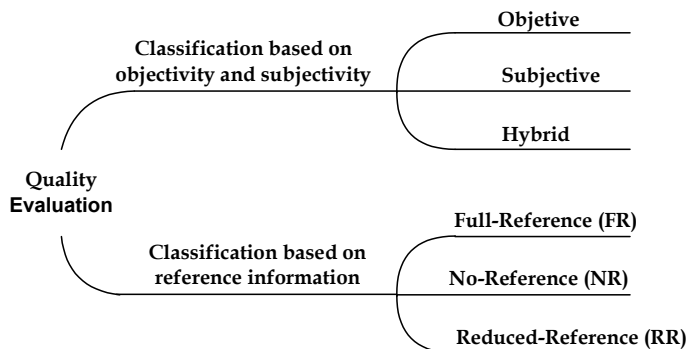 Objetive
Classification based on
objectivity and subjectivity
Subjective
Hybrid
Quality
Evaluation
Full-Reference (FR)
Classification based on
reference information
No-Reference (NR)
Reduced-Reference (RR)